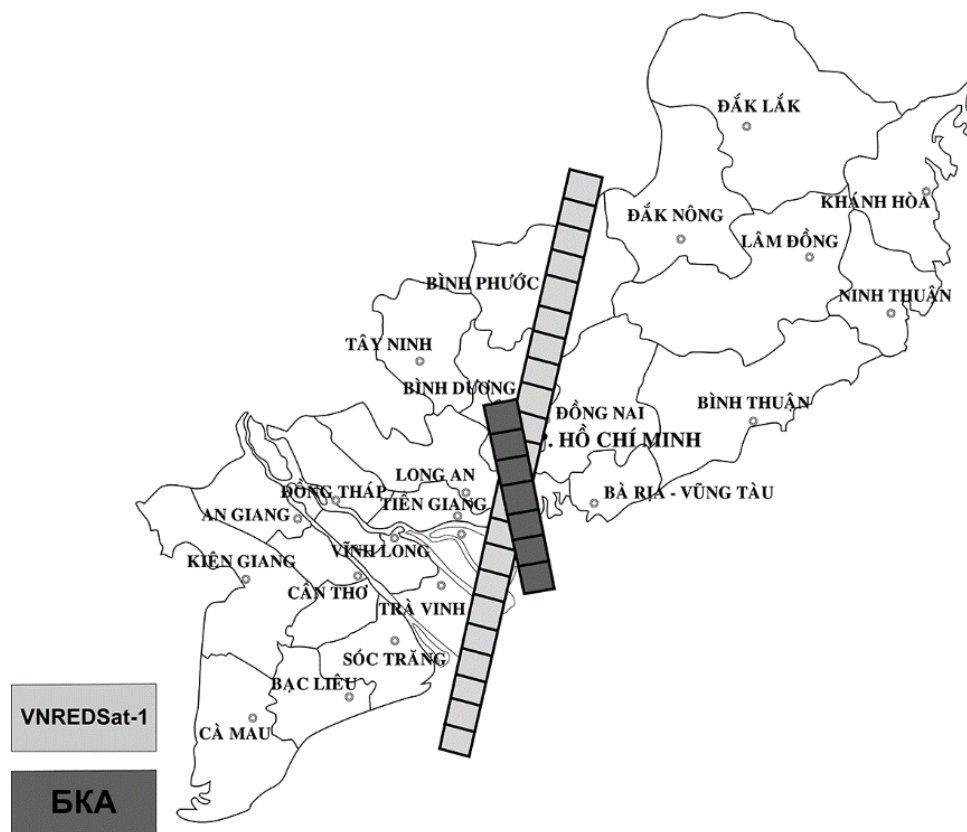 ĐẮK LẮK
KHÁNH HÒA
ĐẮK NÔNG
LÂM ĐỒNG
BÌNH PHƯỚC
NINH THUẬN
TÂY NINH
BÌNH DƯƠNG
BÌNH THUẬN
ĐỒNG NAI
P. HỒ CHÍ MINH
LONG AN
ĐỒNG THÁP
TIỀN GIANG
BÀ RỊA - VŨNG TÀU
AN GIANG
VĨNH LONG
KIÊN GIANG
CẦN THƠ
TRÀ VINH
SÓC TRĂNG
BẠC LIÊU
VNREDSat-1
CÀ MAU
БКА